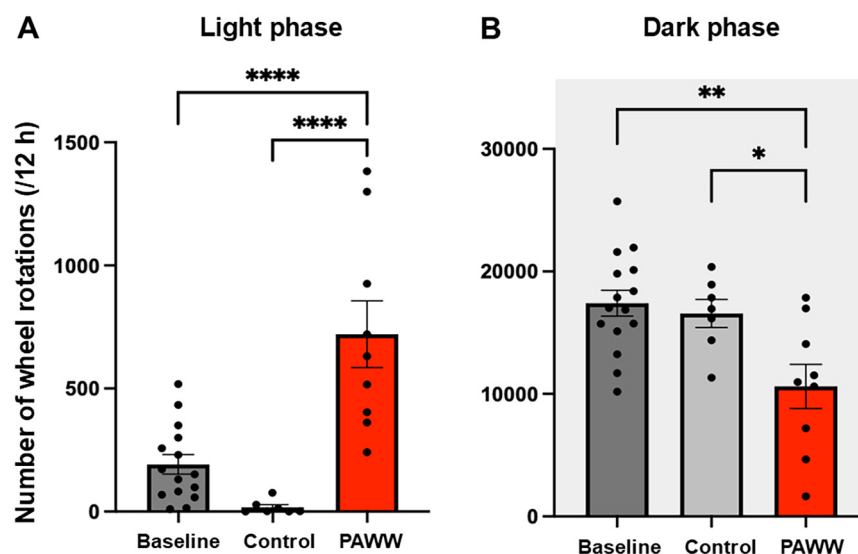 A
Light phase
B
Dark phase
Number of wheel rotations (/12 h)
****
****
1500
1000
500
0
Baseline
Control
PAWW
**
*
30000
20000
10000
0
Baseline
Control
PAWW